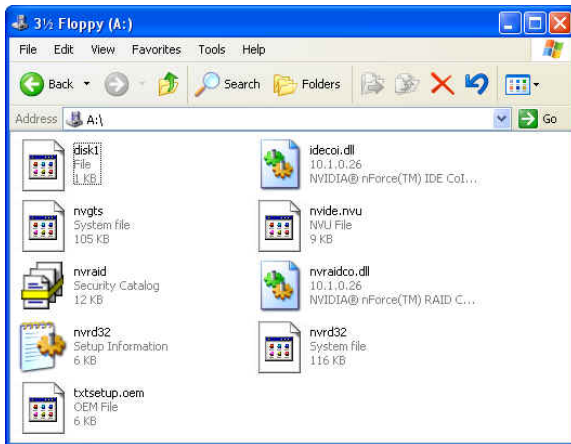 3½ Floppy (A:)
File Edit View Favorites Tools Help
Back Search Folders
Address A:\ Go
disk1
File
1 KB
idecoi.dll
10.1.0.26
NVIDIA® nForce(TM) IDE CoI...
nvgts
System file
105 KB
nvide.nvu
NVU File
9 KB
nvraid
Security Catalog
12 KB
nvraidco.dll
10.1.0.26
NVIDIA® nForce(TM) RAID C...
nvrd32
Setup Information
6 KB
nvrd32
System file
116 KB
txtsetup.oem
OEM File
6 KB